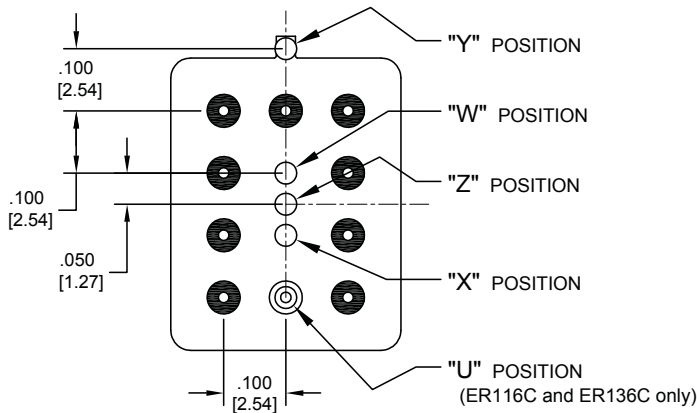 "Y" POSITION
.100
[2.54]
"W" POSITION
"Z" POSITION
.100
[2.54]
.050
[1.27]
"X" POSITION
"U" POSITION
(ER116C and ER136C only)
.100
[2.54]